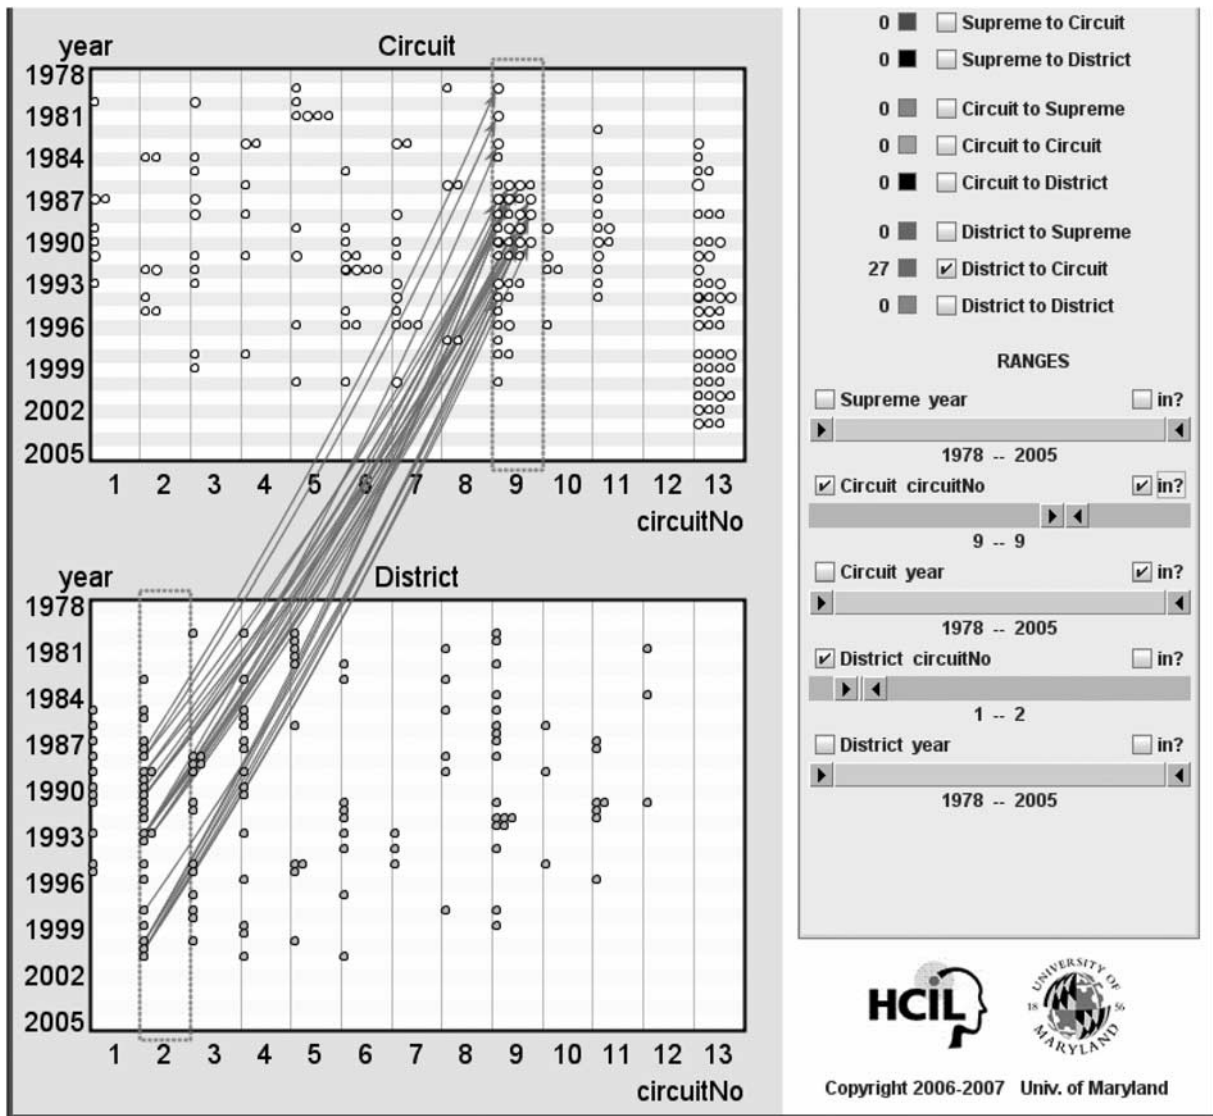 year
Circuit
1978
1981
1984
1987
1990
1993
1996
1999
2002
2005
1 2 3 4 5 6 7 8 9 10 11 12 13
circuitNo
year
District
1978
1981
1984
1987
1990
1993
1996
1999
2002
2005
1 2 3 4 5 6 7 8 9 10 11 12 13
circuitNo
0 Supreme to Circuit
0 Supreme to District
0 Circuit to Supreme
0 Circuit to Circuit
0 Circuit to District
0 District to Supreme
27 District to Circuit
0 District to District
RANGES
Supreme year in?
1978 -- 2005
Circuit circuitNo in?
9 -- 9
Circuit year in?
1978 -- 2005
District circuitNo in?
1 -- 2
District year in?
1978 -- 2005
HCIL
UNIVERSITY OF
18 56
MARYLAND
Copyright 2006-2007 Univ. of Maryland